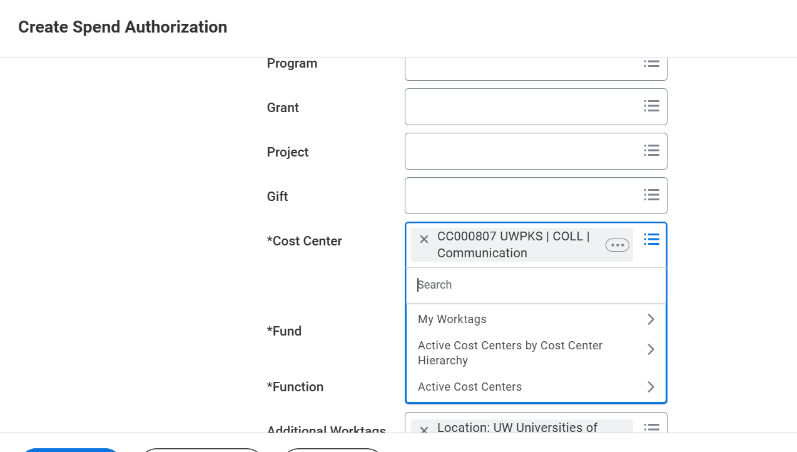 Create Spend Authorization
Program
Grant
Project
Gift
*Cost Center
CC000807 UWPKS | COLL |
Communication
Search
My Worktags
*Fund
Active Cost Centers by Cost Center
Hierarchy
*Function
Active Cost Centers
Additional Worktags
Location: UW Universities of